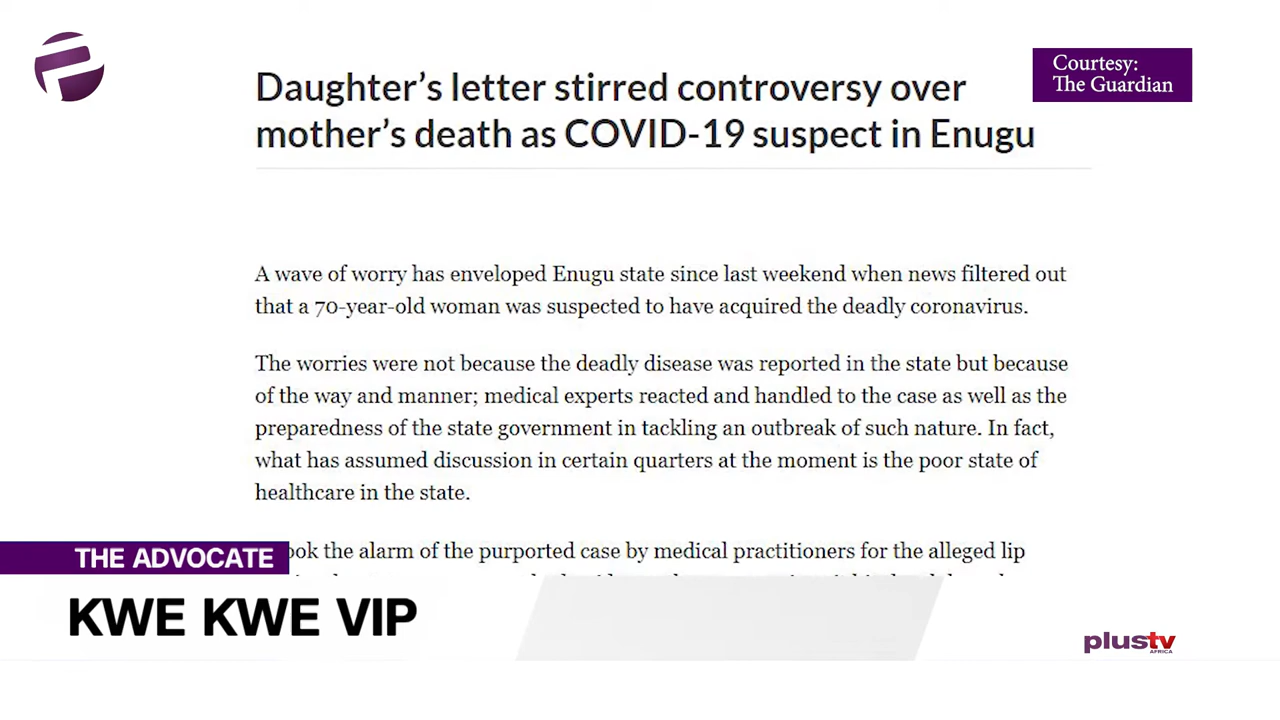 Courtesy:
The Guardian
Daughter’s letter stirred controversy over
mother’s death as COVID-19 suspect in Enugu
A wave of worry has enveloped Enugu state since last weekend when news filtered out
that a 70-year-old woman was suspected to have acquired the deadly coronavirus.
The worries were not because the deadly disease was reported in the state but because
of the way and manner; medical experts reacted and handled to the case as well as the
preparedness of the state government in tackling an outbreak of such nature. In fact,
what has assumed discussion in certain quarters at the moment is the poor state of
healthcare in the state.
the alarm of the purported case by medical practitioners for the alleged lip
THE ADVOCATE
KWE KWE VIP
plustv
AFRICA